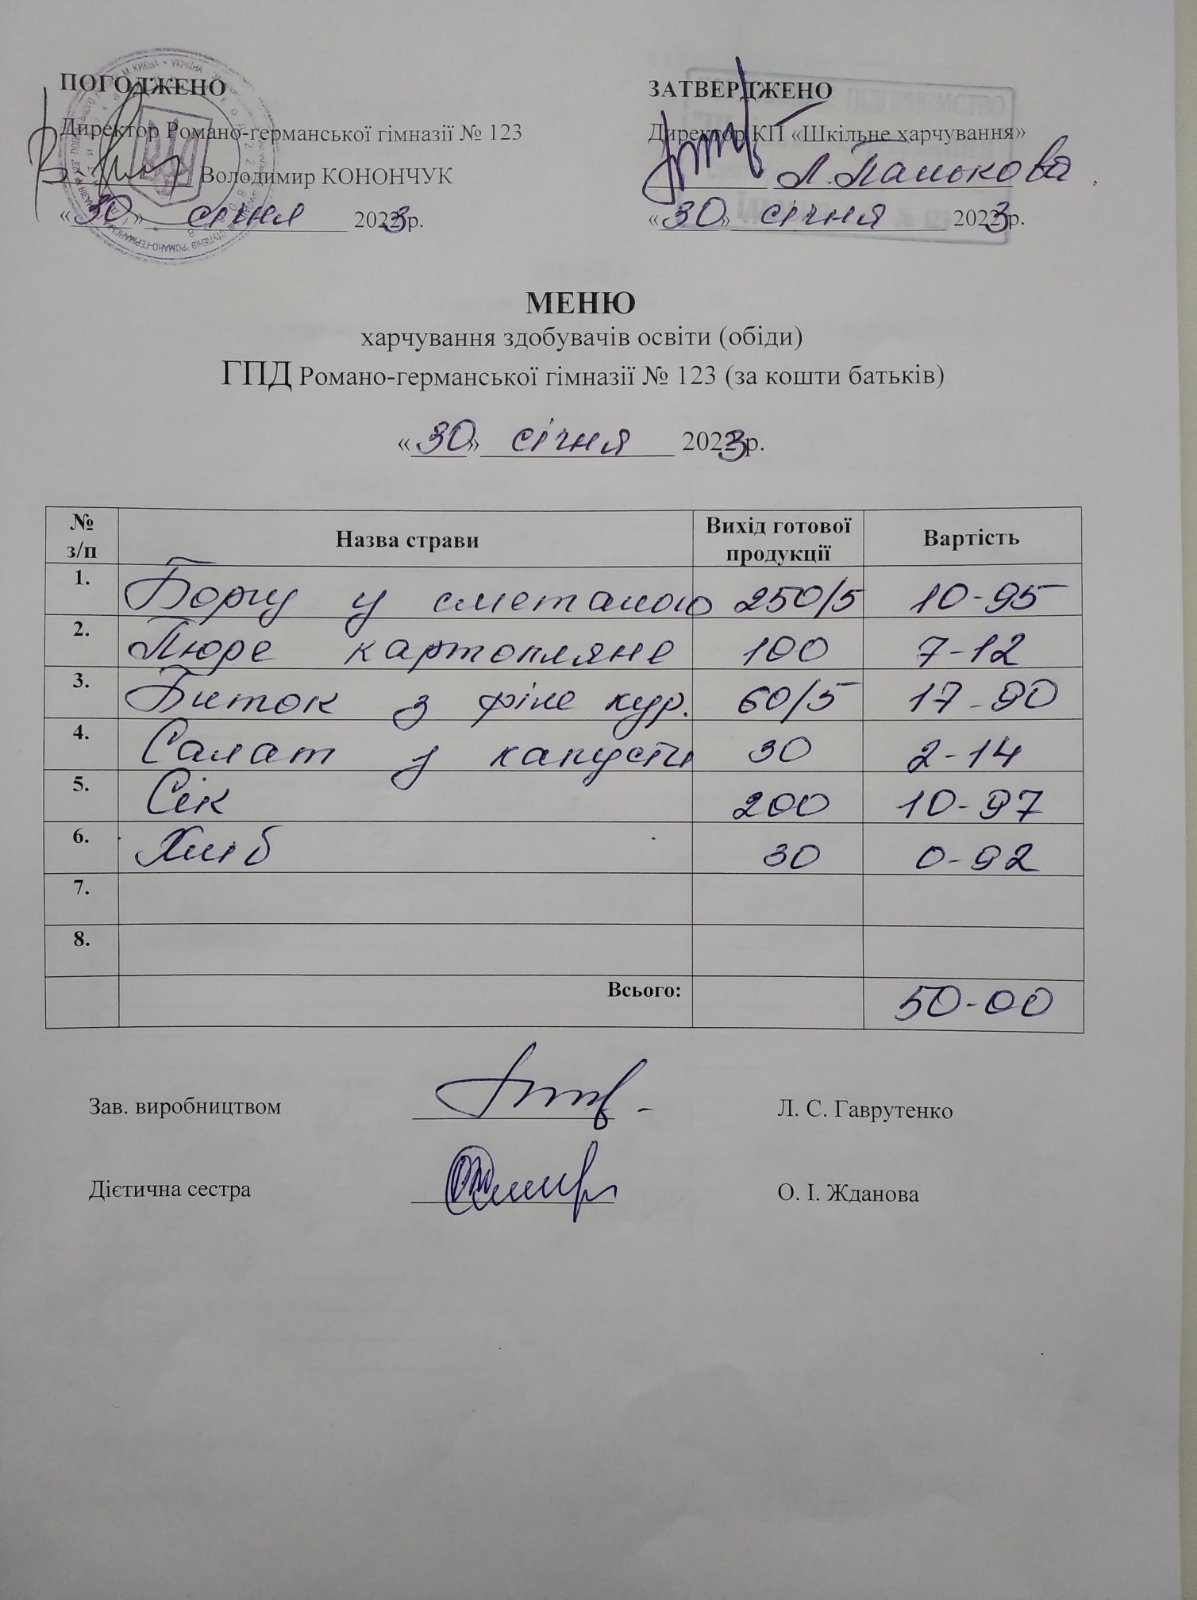 ПОГОДЖЕНО
Директор Романо-германської гімназії № 123
Володимир КОНОНЧУК
«30» січня 2023 р.
ЗАТВЕРДЖЕНО
Директор КП «Шкільне харчування»
Л. Панькова
«30» січня 2023 р.
МЕНЮ
харчування здобувачів освіти (обіди)
ГПД Романо-германської гімназії № 123 (за кошти батьків)
«30» січня 2023 р.
№ з/п Назва страви Вихід готової продукції Вартість
1. Борщ з сметаною 250/5 10-95
2. Пюре картопляне 100 7-12
3. Биток з філе кур. 60/5 17-90
4. Салат з капусти 30 2-14
5. Сік 200 10-97
6. Хліб 30 0-92
7.
8.
Всього: 50-00
Зав. виробництвом Л. С. Гаврутенко
Дієтична сестра О. І. Жданова